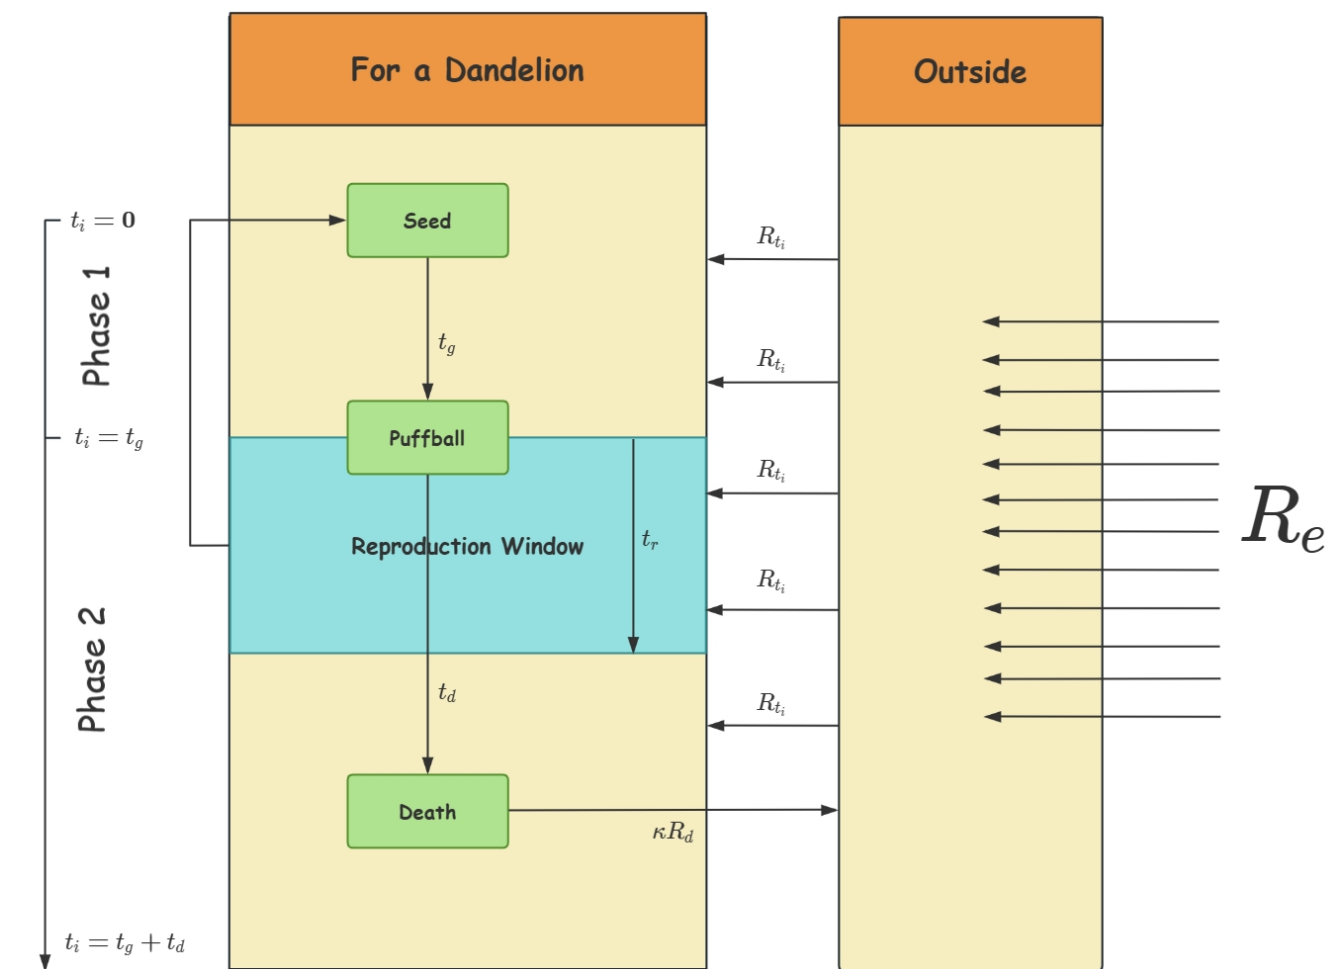 For a Dandelion
Outside
t_i = 0
Seed
R_{t_i}
Phase 1
t_g
R_{t_i}
t_i = t_g
Puffball
R_{t_i}
R_e
t_r
Reproduction Window
R_{t_i}
Phase 2
t_d
R_{t_i}
Death
κR_d
t_i = t_g + t_d